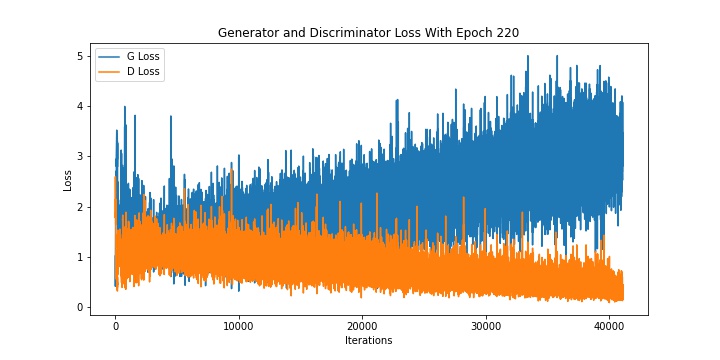 Generator and Discriminator Loss With Epoch 220
G Loss
D Loss
Loss
5
4
3
2
1
0
0 10000 20000 30000 40000
Iterations